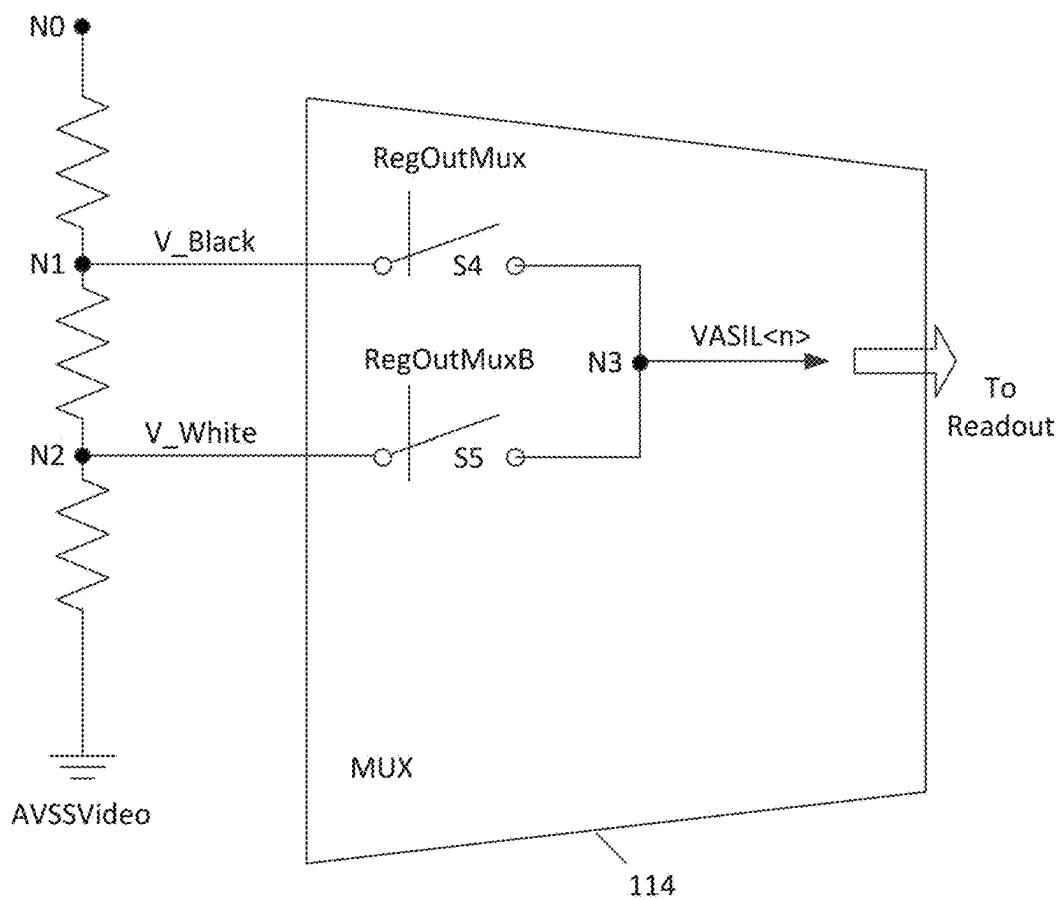 N0
RegOutMux
V_Black
N1
S4
VASIL<n>
RegOutMuxB
N3
To
Readout
V_White
N2
S5
MUX
AVSSVideo
114